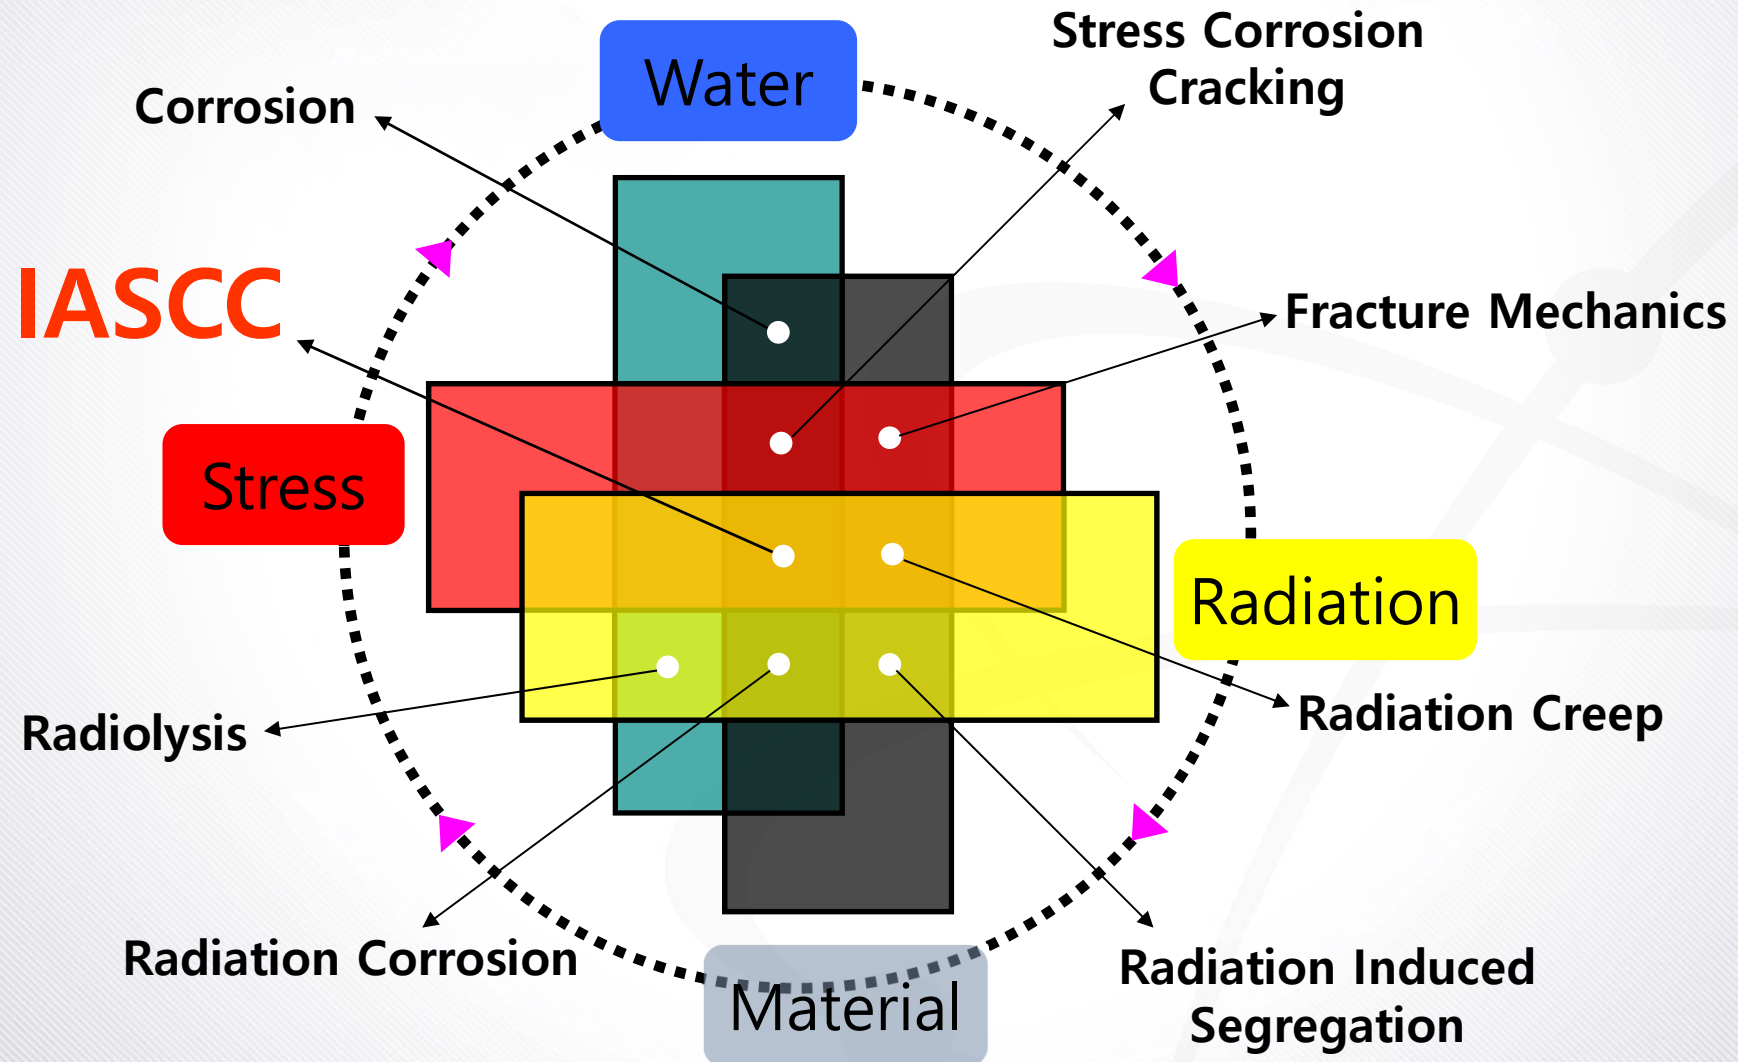 Stress Corrosion
Cracking
Water
Corrosion
IASCC
Fracture Mechanics
Stress
Radiation
Radiolysis
Radiation Creep
Radiation Corrosion
Radiation Induced
Segregation
Material